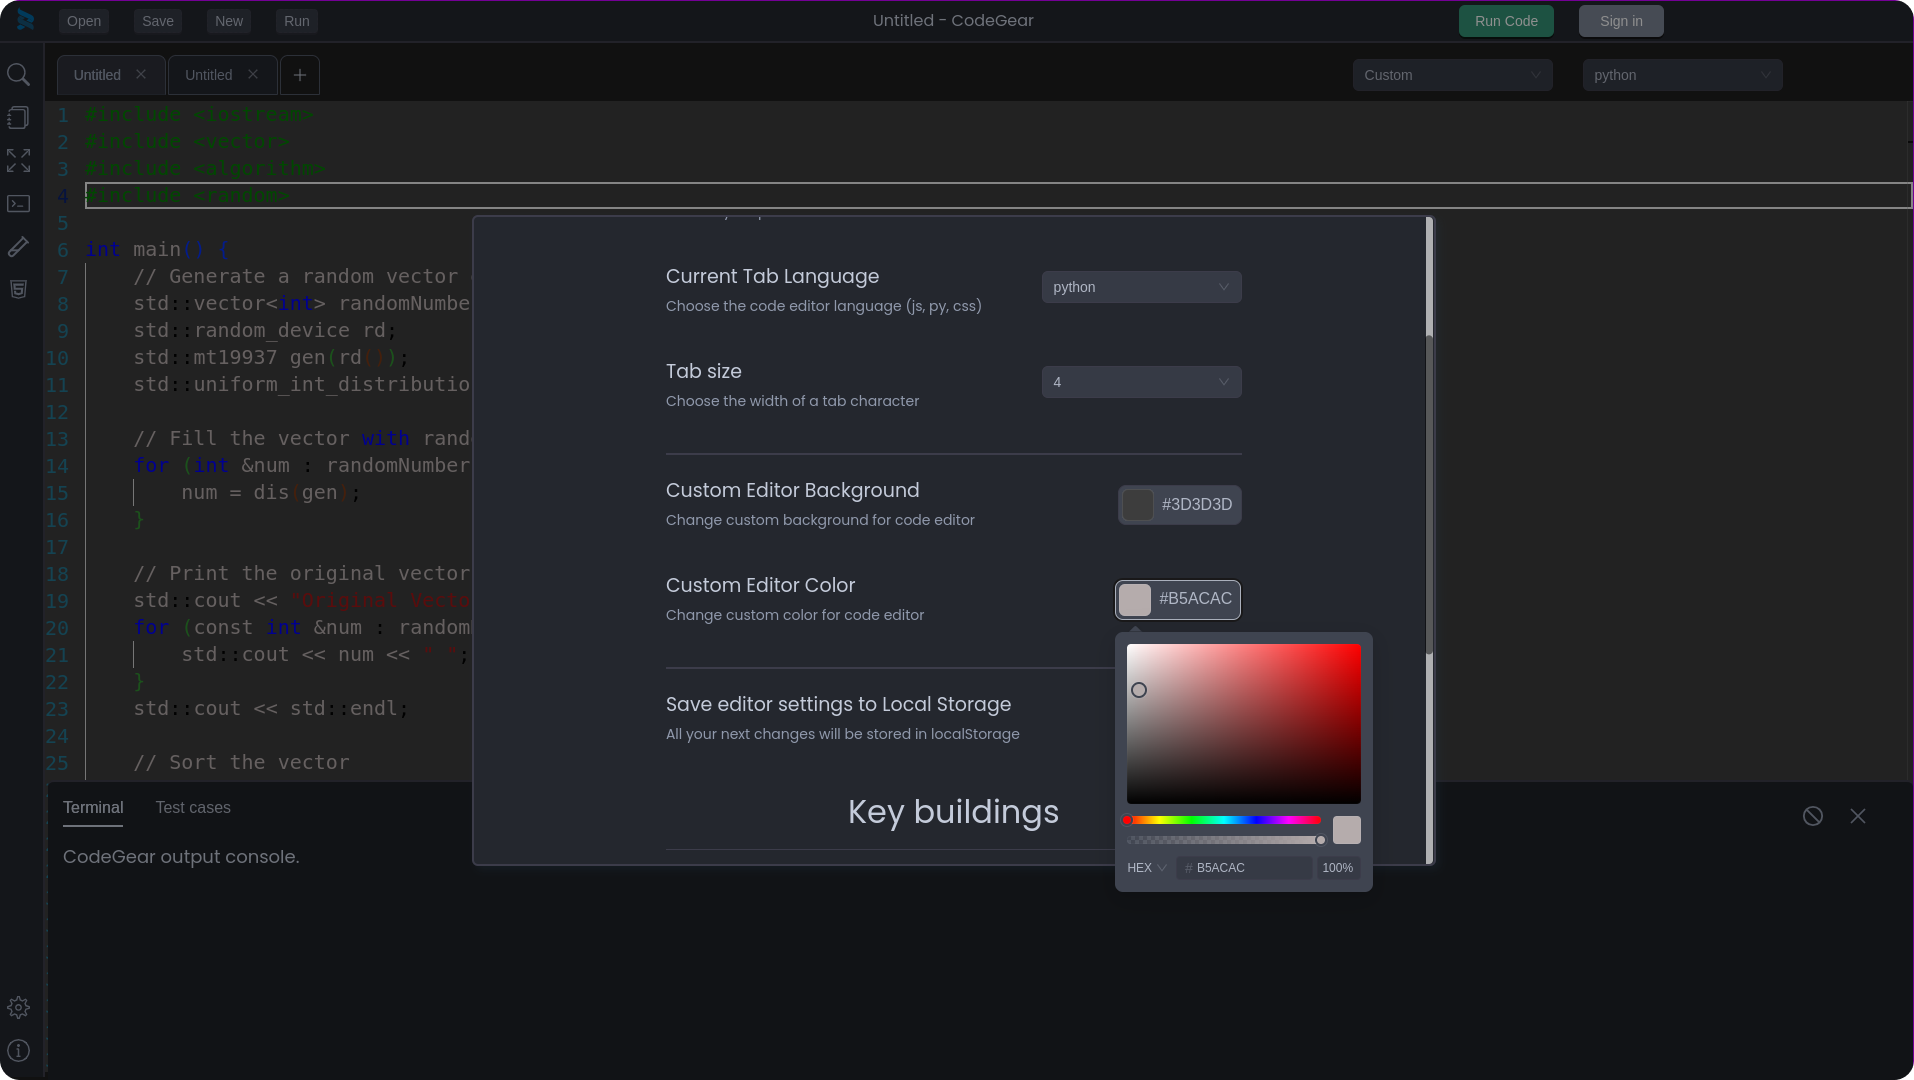 Open Save New Run
Untitled - CodeGear
Run Code Sign in
Untitled Untitled
Custom python
1 #include <iostream>
2 #include <vector>
3 #include <algorithm>
4 #include <random>
5
6 int main() {
7 // Generate a random vector
8 std::vector<int> randomNumbe
9 std::random_device rd;
10 std::mt19937 gen(rd());
11 std::uniform_int_distributio
12
13 // Fill the vector with rand
14 for (int &num : randomNumber
15 num = dis(gen);
16 }
17
18 // Print the original vector
19 std::cout << "Original Vecto
20 for (const int &num : random
21 std::cout << num << " ";
22 }
23 std::cout << std::endl;
24
25 // Sort the vector
Current Tab Language
Choose the code editor language (js, py, css)
python
Tab size
Choose the width of a tab character
4
Custom Editor Background
Change custom background for code editor
#3D3D3D
Custom Editor Color
Change custom color for code editor
#B5ACAC
Save editor settings to Local Storage
All your next changes will be stored in localStorage
Key buildings
HEX # B5ACAC 100%
Terminal Test cases
CodeGear output console.